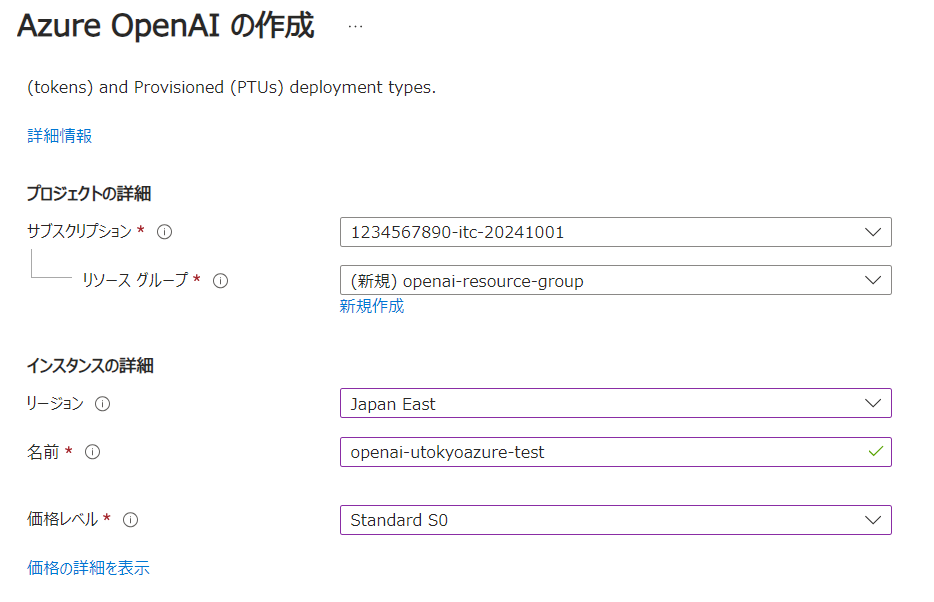 Azure OpenAI の作成 ...
(tokens) and Provisioned (PTUs) deployment types.
詳細情報
プロジェクトの詳細
サブスクリプション *
1234567890-itc-20241001
リソース グループ *
(新規) openai-resource-group
新規作成
インスタンスの詳細
リージョン
Japan East
名前 *
openai-utokyoazure-test
価格レベル *
Standard S0
価格の詳細を表示